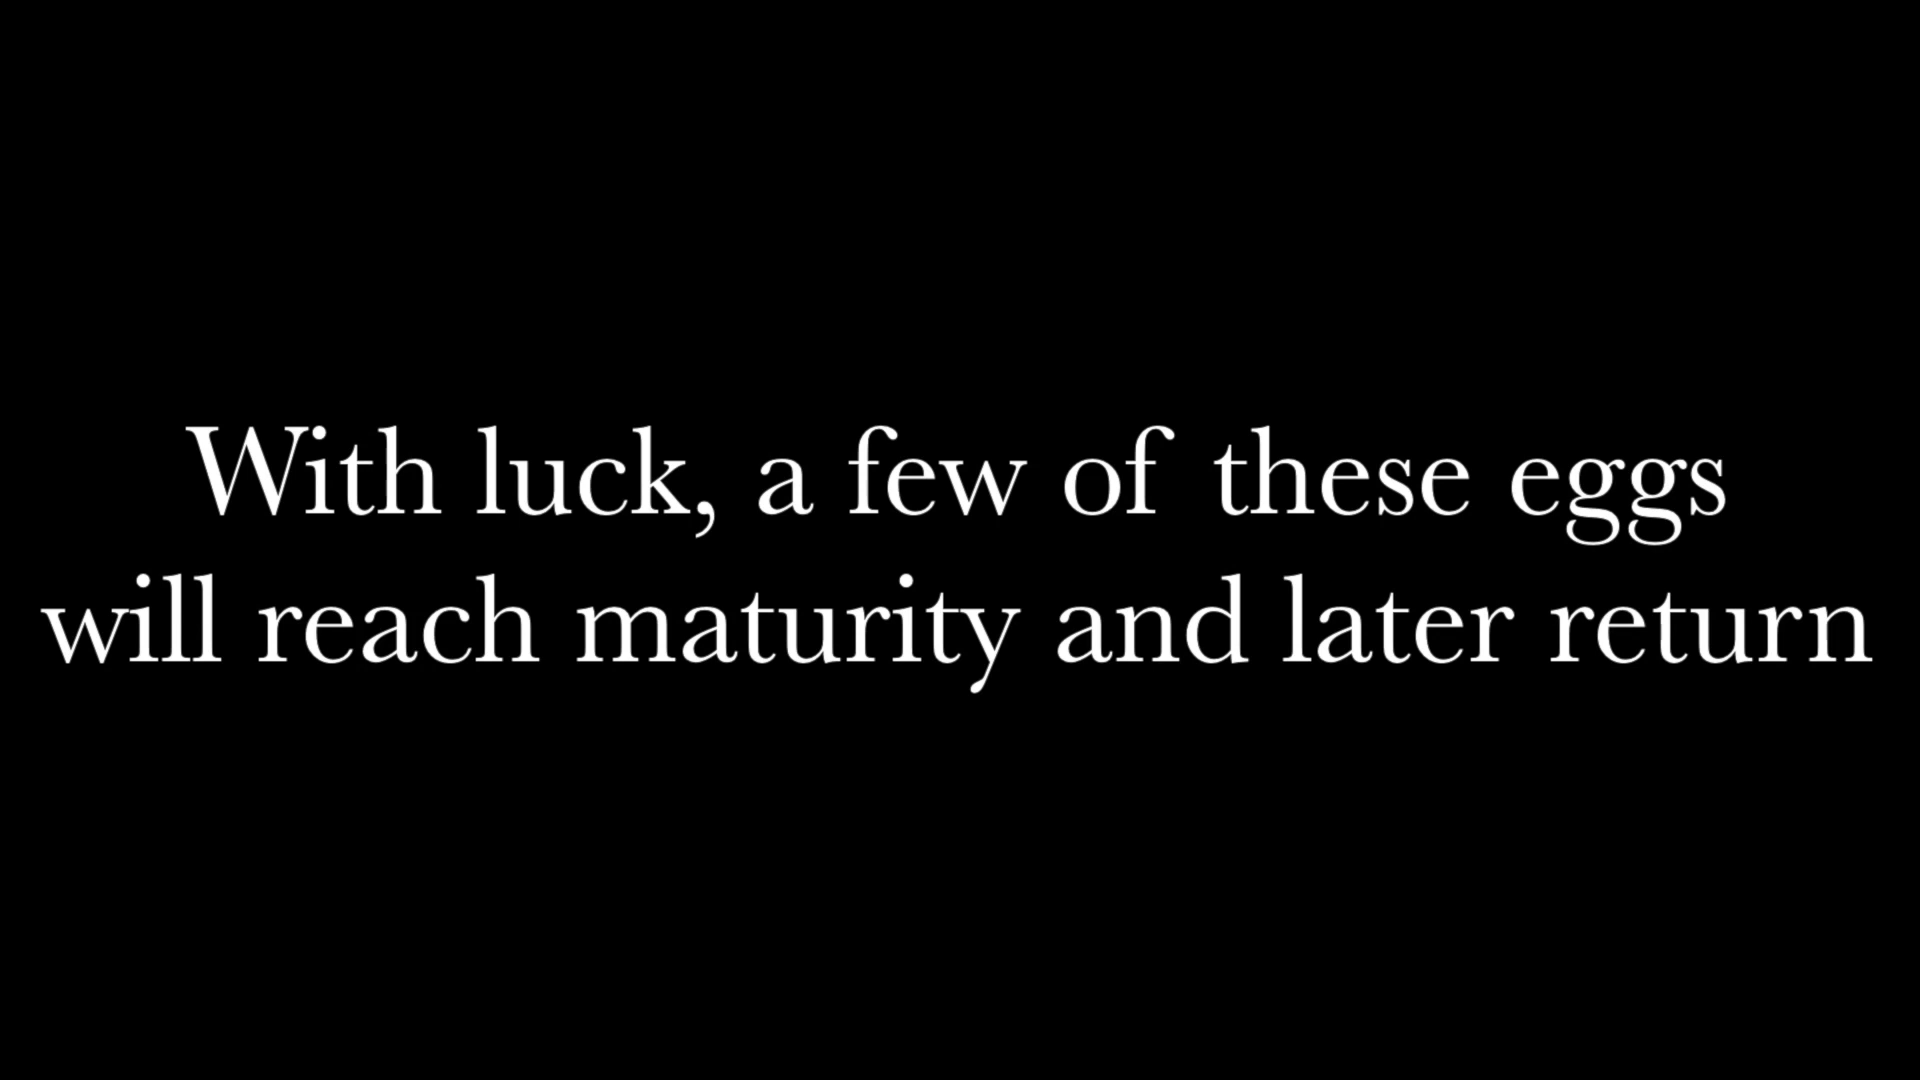 With luck, a few of these eggs
will reach maturity and later return